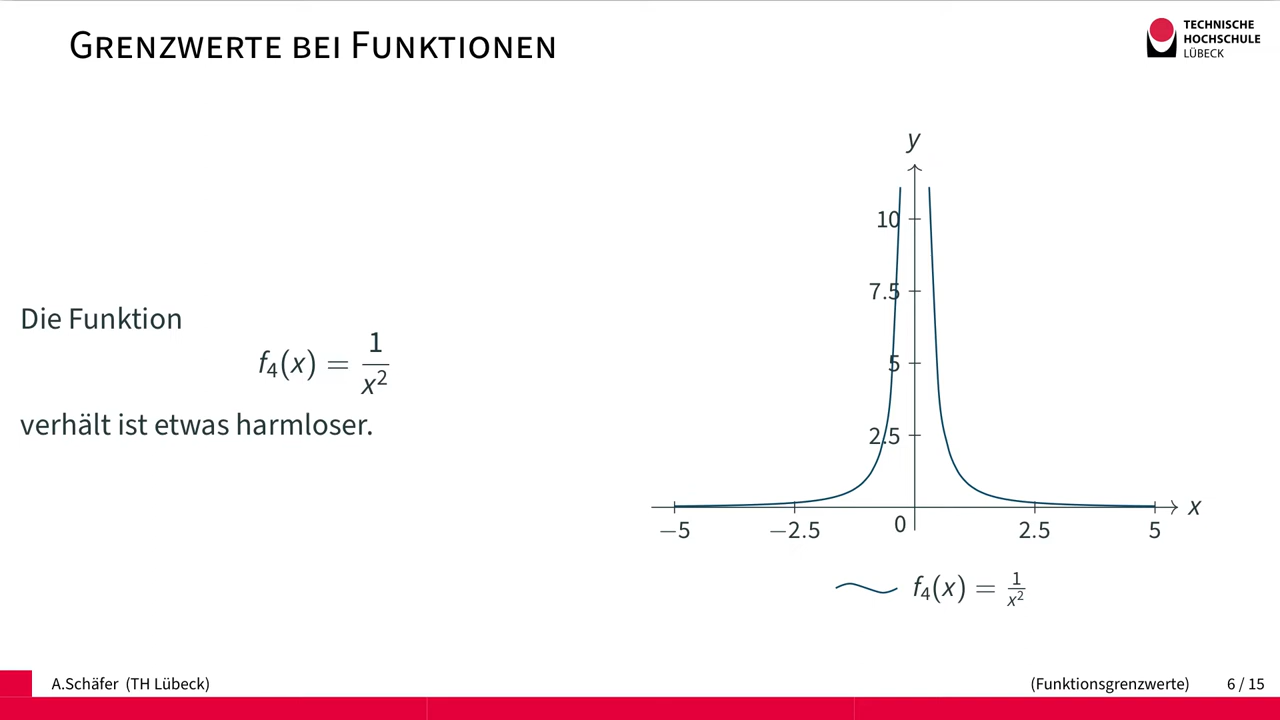 GRENZWERTE BEI FUNKTIONEN
TECHNISCHE
HOCHSCHULE
LÜBECK
Die Funktion
f₄(x) = 1/x²
verhält ist etwas harmloser.
y
10
7.5
5
2.5
0
−5
−2.5
2.5
5
x
f₄(x) = 1/x²
A.Schäfer (TH Lübeck)
(Funktionsgrenzwerte)
6 / 15